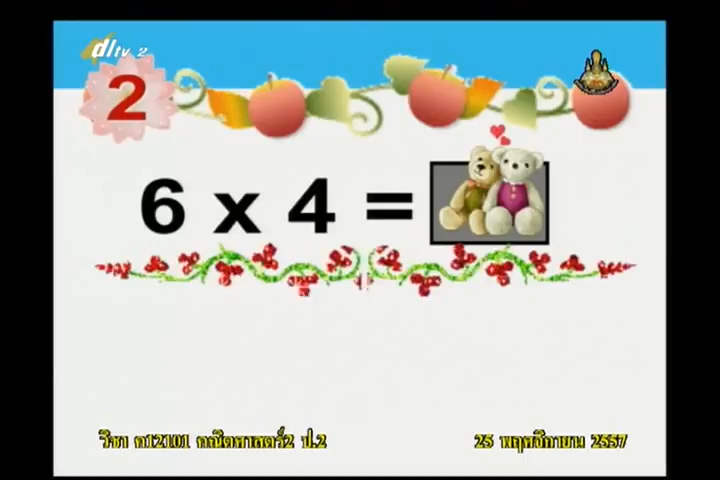 dltv 2
2
6 x 4 =
วิชา ค12101 คณิตศาสตร์2 ป.2
25 พฤศจิกายน 2557